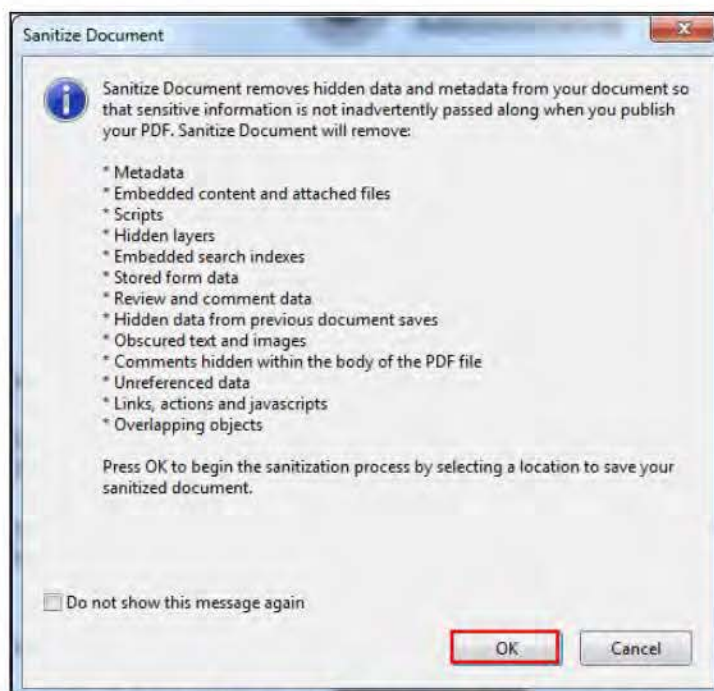 Sanitize Document
Sanitize Document removes hidden data and metadata from your document so
that sensitive information is not inadvertently passed along when you publish
your PDF. Sanitize Document will remove:
* Metadata
* Embedded content and attached files
* Scripts
* Hidden layers
* Embedded search indexes
* Stored form data
* Review and comment data
* Hidden data from previous document saves
* Obscured text and images
* Comments hidden within the body of the PDF file
* Unreferenced data
* Links, actions and javascripts
* Overlapping objects
Press OK to begin the sanitization process by selecting a location to save your
sanitized document.
Do not show this message again
OK Cancel